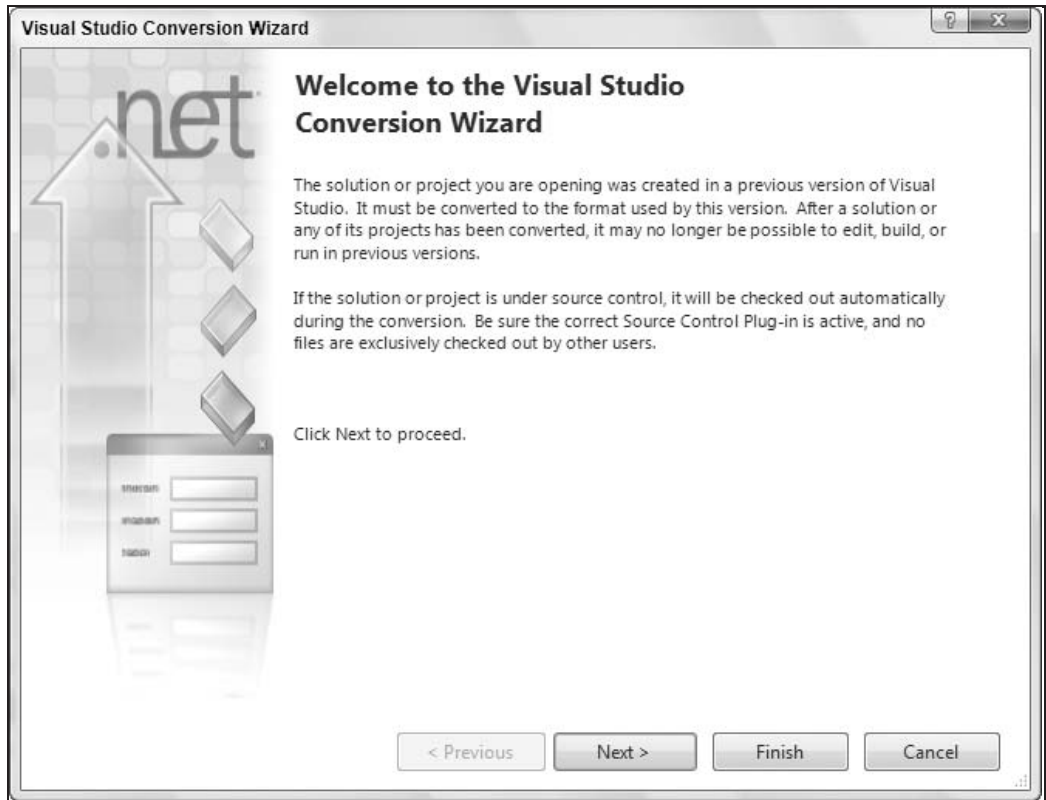 Visual Studio Conversion Wizard
.net
Welcome to the Visual Studio
Conversion Wizard
The solution or project you are opening was created in a previous version of Visual
Studio. It must be converted to the format used by this version. After a solution or
any of its projects has been converted, it may no longer be possible to edit, build, or
run in previous versions.
If the solution or project is under source control, it will be checked out automatically
during the conversion. Be sure the correct Source Control Plug-in is active, and no
files are exclusively checked out by other users.
Click Next to proceed.
< Previous
Next >
Finish
Cancel